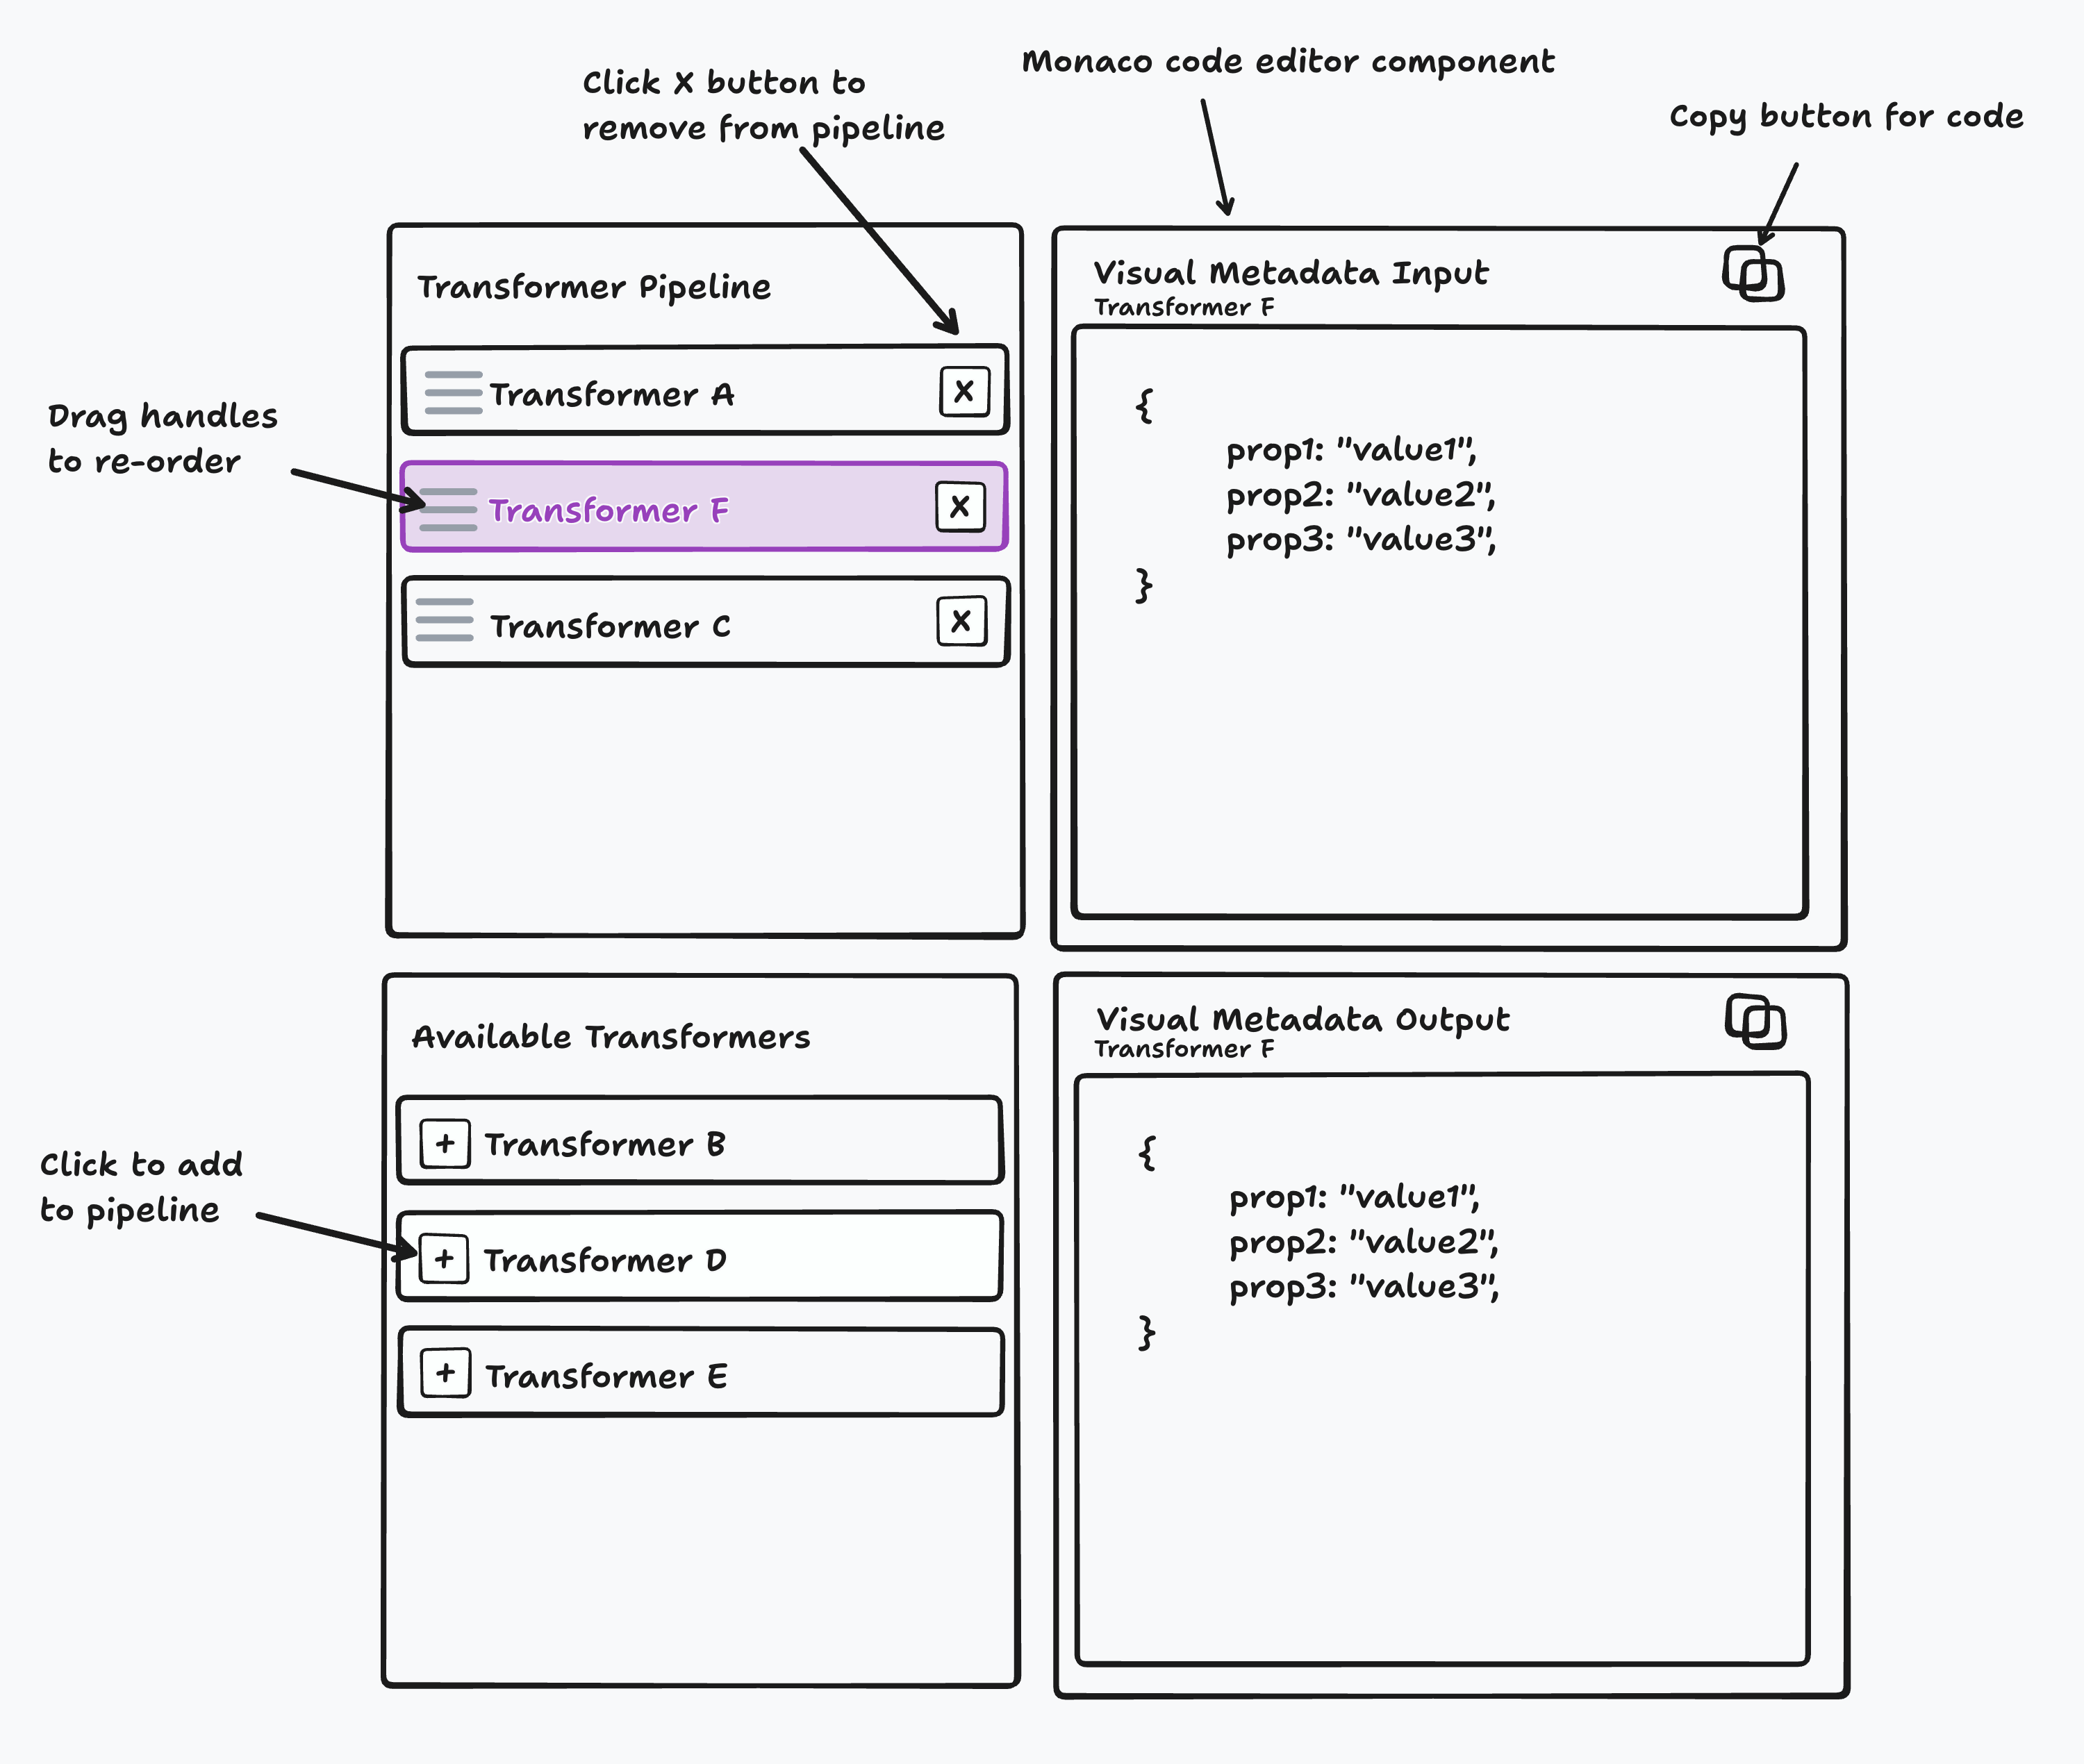 Click X button to
remove from pipeline
Monaco code editor component
Copy button for code
Transformer Pipeline
Drag handles
to re-order
Transformer A
X
Transformer F
X
Transformer C
X
Visual Metadata Input
Transformer F
{
prop1: "value1",
prop2: "value2",
prop3: "value3",
}
Available Transformers
Click to add
to pipeline
+ Transformer B
+ Transformer D
+ Transformer E
Visual Metadata Output
Transformer F
{
prop1: "value1",
prop2: "value2",
prop3: "value3",
}